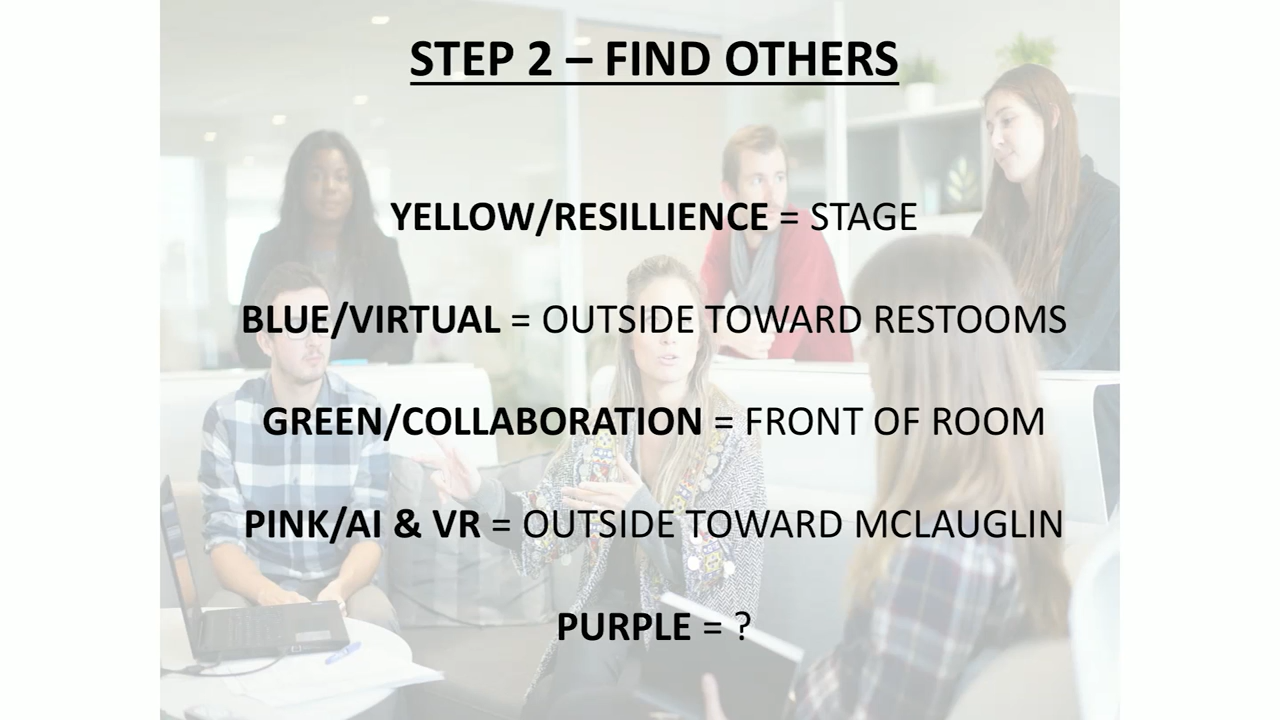 STEP 2 – FIND OTHERS
YELLOW/RESILLIENCE = STAGE
BLUE/VIRTUAL = OUTSIDE TOWARD RESTOOMS
GREEN/COLLABORATION = FRONT OF ROOM
PINK/AI & VR = OUTSIDE TOWARD MCLAUGLIN
PURPLE = ?